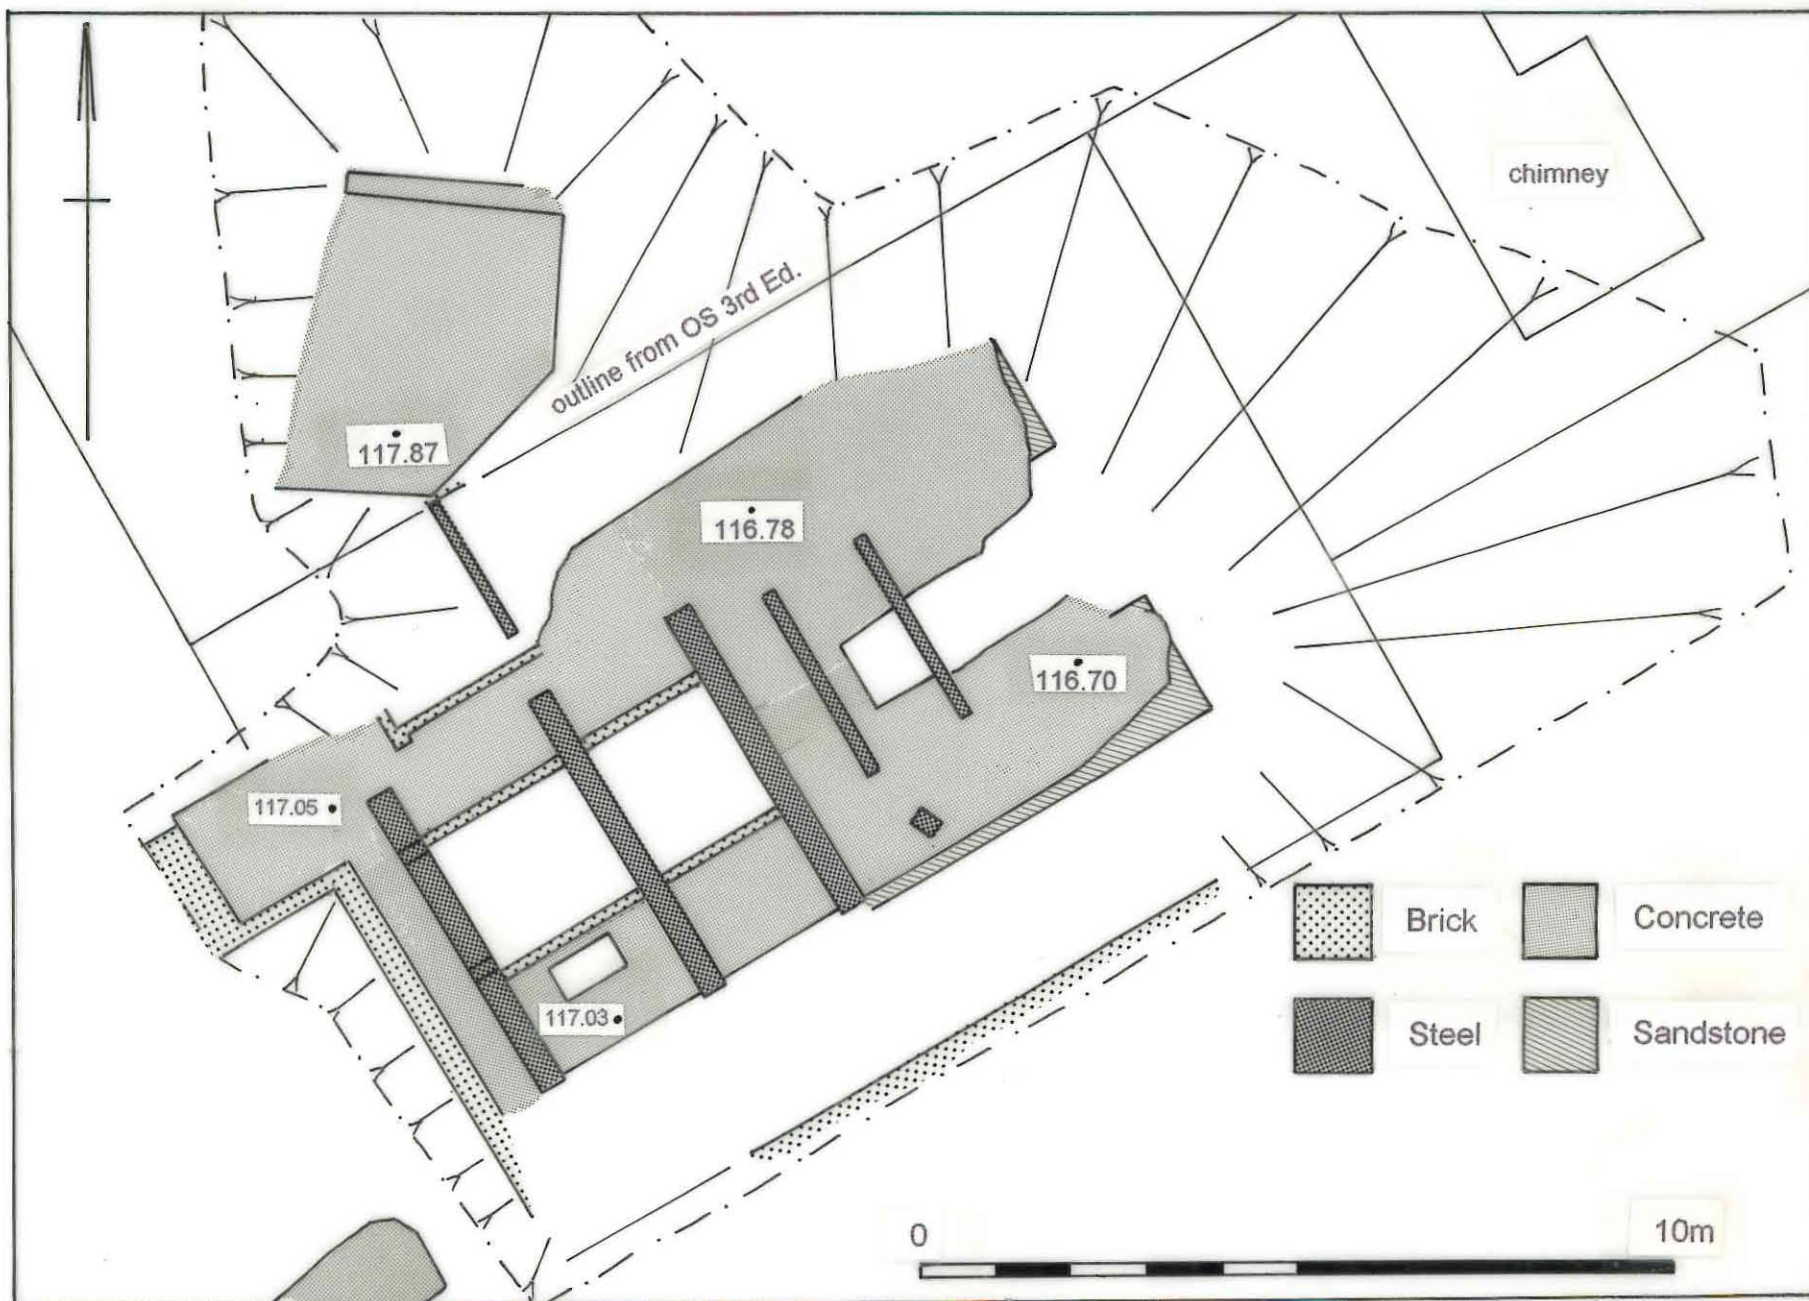 chimney
outline from OS 3rd Ed.
117.87
116.78
116.70
117.05
117.03
Brick
Concrete
Steel
Sandstone
0
10m